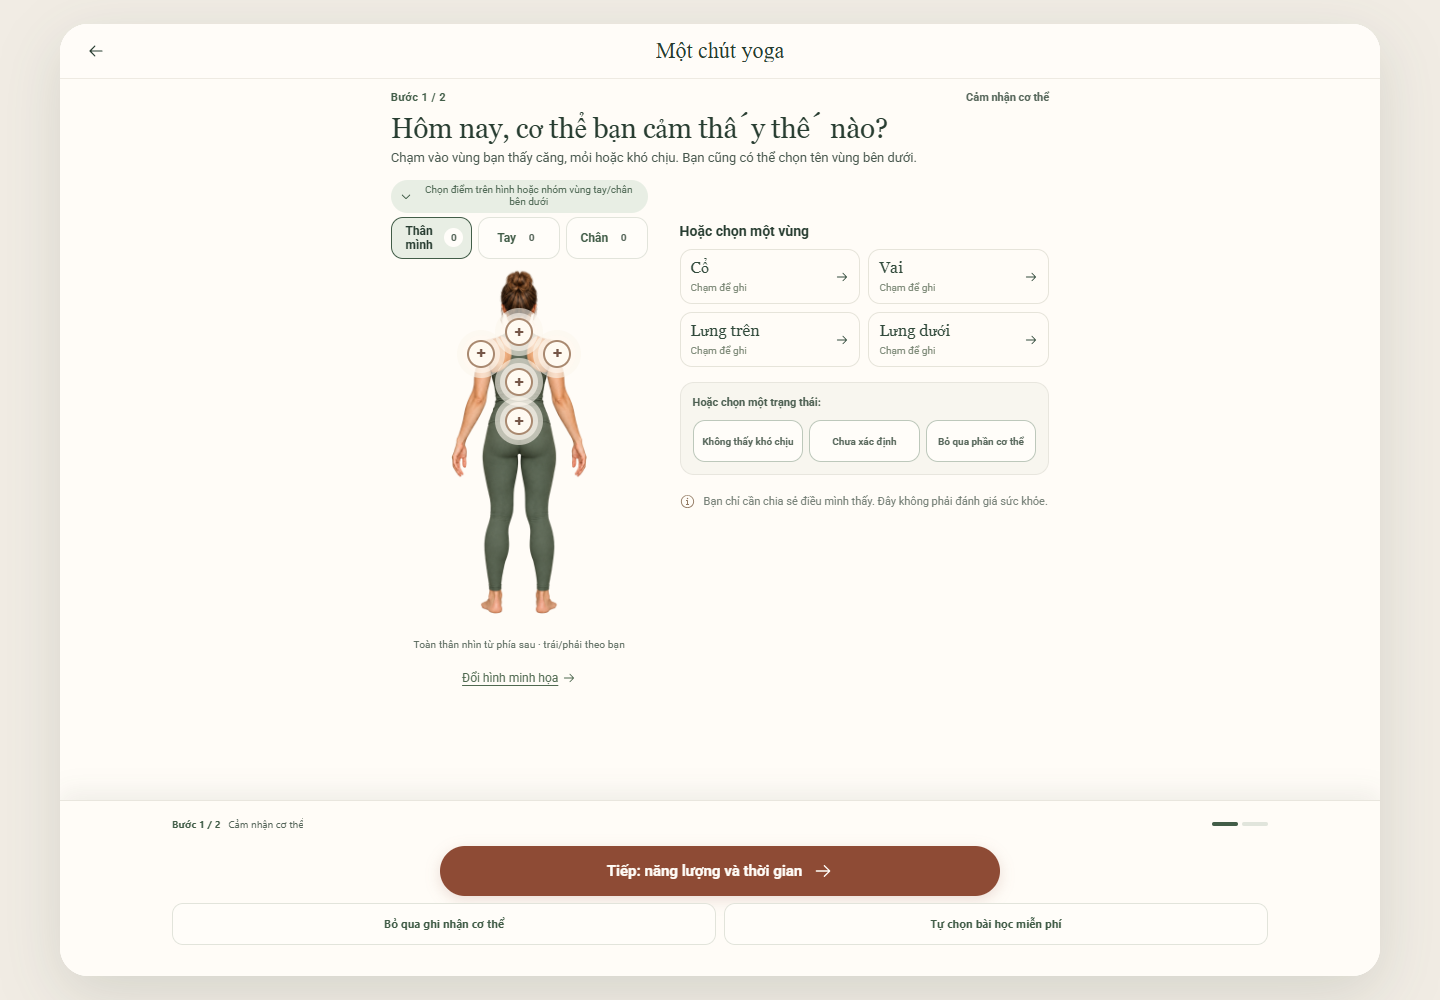 Một chút yoga
Bước 1 / 2
Cảm nhận cơ thể
Hôm nay, cơ thể bạn cảm thấy thế nào?
Chạm vào vùng bạn thấy căng, mỏi hoặc khó chịu. Bạn cũng có thể chọn tên vùng bên dưới.
Chọn điểm trên hình hoặc nhóm vùng tay/chân
bên dưới
Thân
mình
0
Tay 0
Chân 0
Toàn thân nhìn từ phía sau · trái/phải theo bạn
Đổi hình minh họa
Hoặc chọn một vùng
Cổ
Chạm để ghi
Vai
Chạm để ghi
Lưng trên
Chạm để ghi
Lưng dưới
Chạm để ghi
Hoặc chọn một trạng thái:
Không thấy khó chịu
Chưa xác định
Bỏ qua phần cơ thể
Bạn chỉ cần chia sẻ điều mình thấy. Đây không phải đánh giá sức khỏe.
Bước 1 / 2 Cảm nhận cơ thể
Tiếp: năng lượng và thời gian
Bỏ qua ghi nhận cơ thể
Tự chọn bài học miễn phí